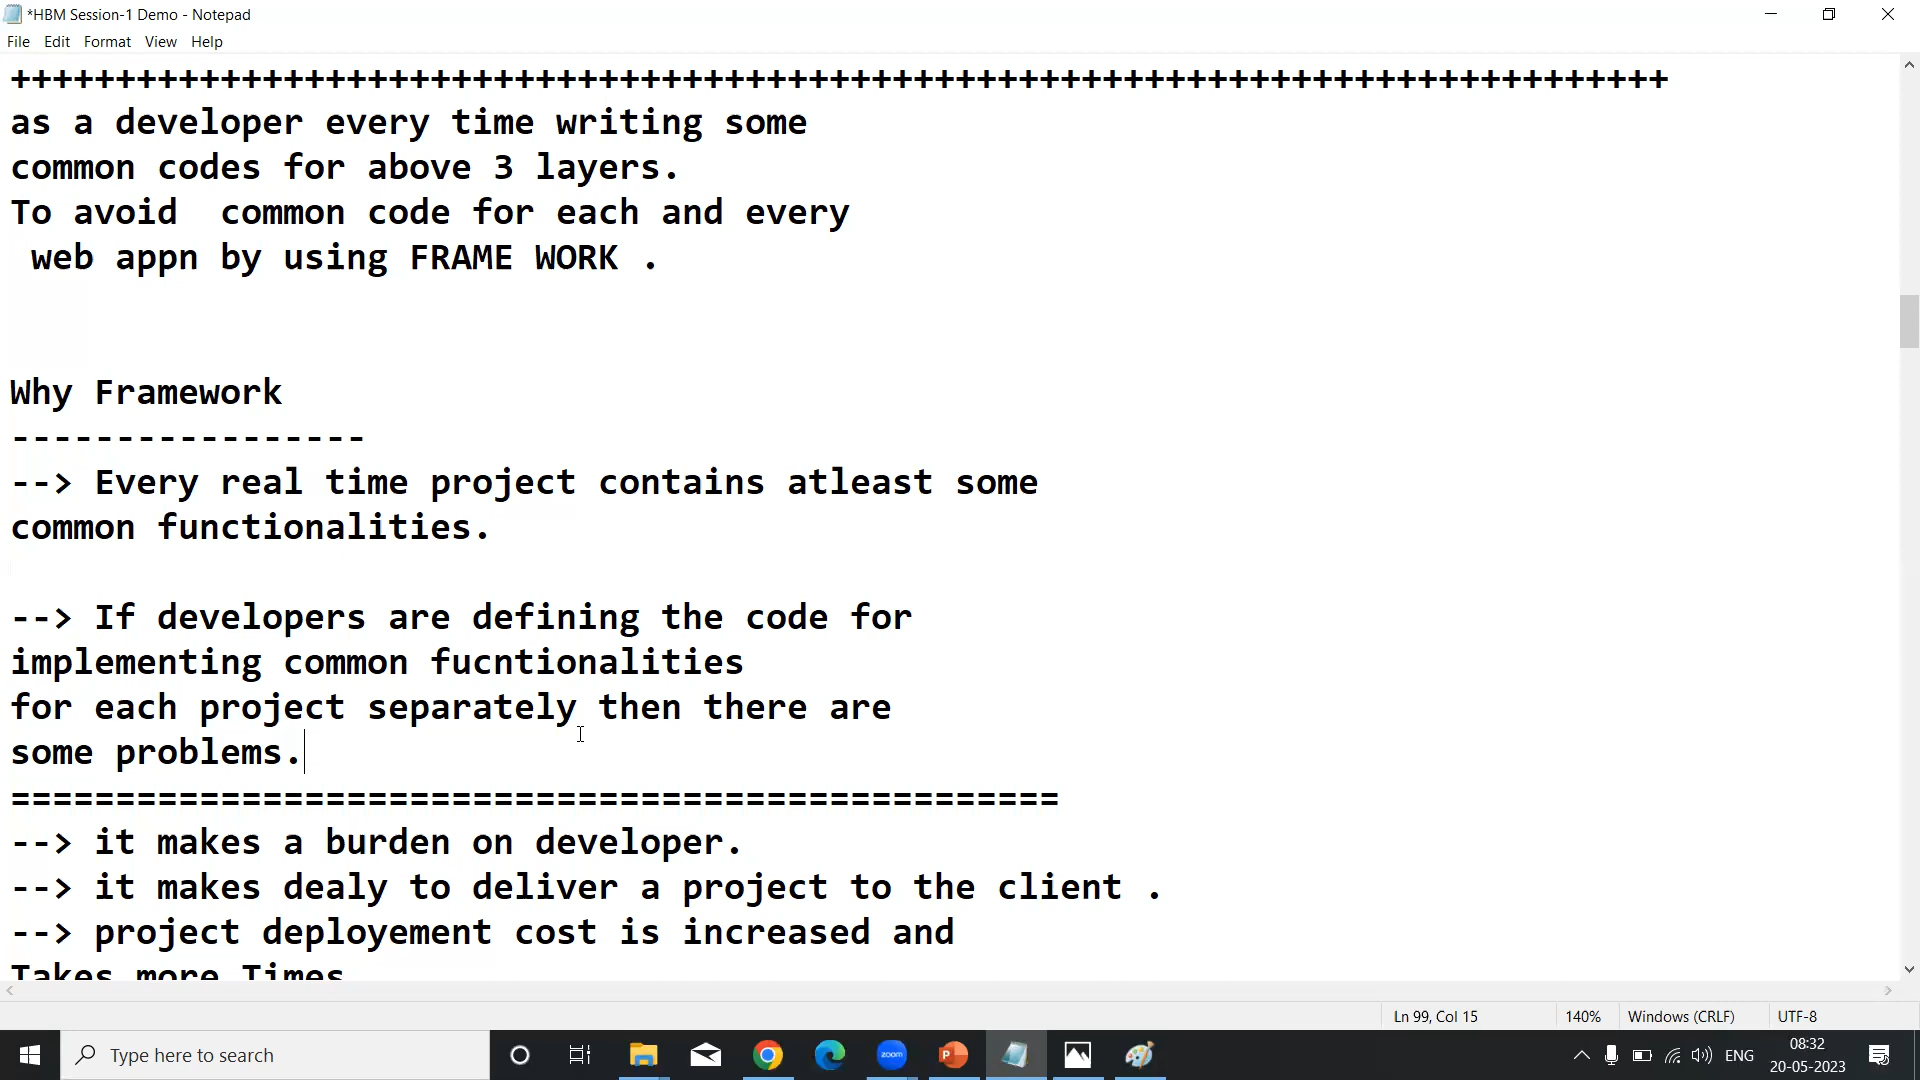 *HBM Session-1 Demo - Notepad
File Edit Format View Help
+++++++++++++++++++++++++++++++++++++++++++++++++++++++++++++++++++++++++++++++
as a developer every time writing some
common codes for above 3 layers.
To avoid  common code for each and every
 web appn by using FRAME WORK .
Why Framework
-----------------
--> Every real time project contains atleast some
common functionalities.
--> If developers are defining the code for
implementing common fucntionalities
for each project separately then there are
some problems.
==================================================
--> it makes a burden on developer.
--> it makes dealy to deliver a project to the client .
--> project deployement cost is increased and
Takes more Times
Ln 99, Col 15 140% Windows (CRLF) UTF-8
Type here to search zoom P ENG 08:32
20-05-2023